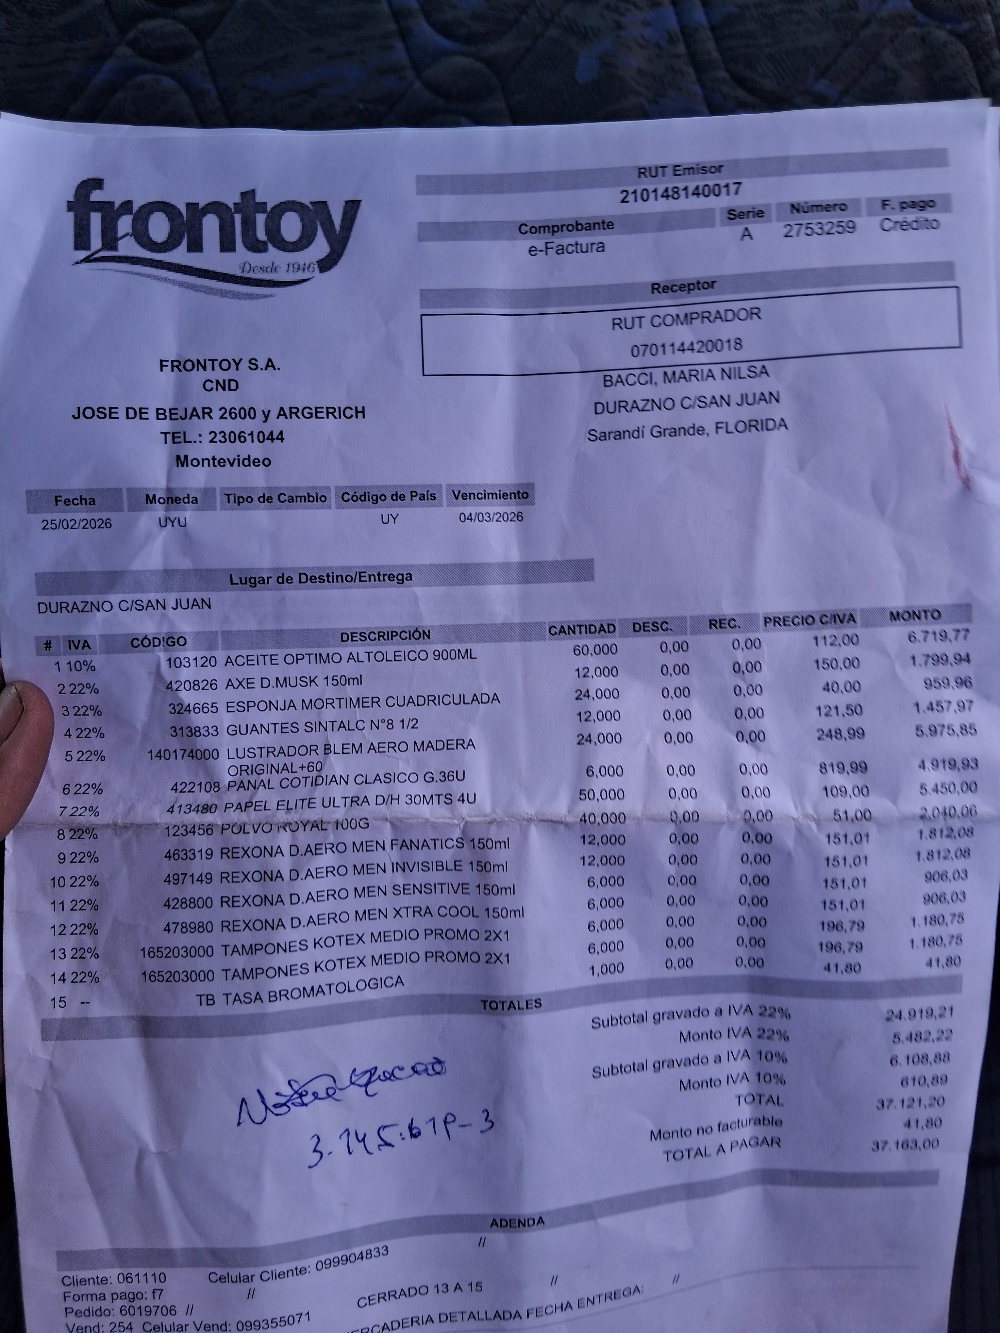 frontoy
Desde 1946
RUT Emisor
210148140017
Comprobante Serie Número F. pago
e-Factura A 2753259 Crédito
Receptor
RUT COMPRADOR
070114420018
BACCI, MARIA NILSA
DURAZNO C/SAN JUAN
Sarandí Grande, FLORIDA
FRONTOY S.A.
CND
JOSE DE BEJAR 2600 y ARGERICH
TEL.: 23061044
Montevideo
Fecha Moneda Tipo de Cambio Código de País Vencimiento
25/02/2026 UYU UY 04/03/2026
Lugar de Destino/Entrega
DURAZNO C/SAN JUAN
# IVA CÓDIGO DESCRIPCIÓN CANTIDAD DESC. REC. PRECIO C/IVA MONTO
1 10% 103120 ACEITE OPTIMO ALTOLEICO 900ML 60,000 0,00 0,00 112,00 6.719,77
2 22% 420826 AXE D.MUSK 150ml 12,000 0,00 0,00 150,00 1.799,94
3 22% 324665 ESPONJA MORTIMER CUADRICULADA 24,000 0,00 0,00 40,00 959,96
4 22% 313833 GUANTES SINTALC N°8 1/2 12,000 0,00 0,00 121,50 1.457,97
5 22% 140174000 LUSTRADOR BLEM AERO MADERA 24,000 0,00 0,00 248,99 5.975,85
ORIGINAL+60
6 22% 422108 PANAL COTIDIAN CLASICO G.36U 6,000 0,00 0,00 819,99 4.919,93
7 22% 413480 PAPEL ELITE ULTRA D/H 30MTS 4U 50,000 0,00 0,00 109,00 5.450,00
8 22% 123456 POLVO ROYAL 100G 40,000 0,00 0,00 51,00 2.040,06
9 22% 463319 REXONA D.AERO MEN FANATICS 150ml 12,000 0,00 0,00 151,01 1.812,08
10 22% 497149 REXONA D.AERO MEN INVISIBLE 150ml 12,000 0,00 0,00 151,01 1.812,08
11 22% 428800 REXONA D.AERO MEN SENSITIVE 150ml 6,000 0,00 0,00 151,01 906,03
12 22% 478980 REXONA D.AERO MEN XTRA COOL 150ml 6,000 0,00 0,00 151,01 906,03
13 22% 165203000 TAMPONES KOTEX MEDIO PROMO 2X1 6,000 0,00 0,00 196,79 1.180,75
14 22% 165203000 TAMPONES KOTEX MEDIO PROMO 2X1 6,000 0,00 0,00 196,79 1.180,75
15 -- TB TASA BROMATOLOGICA 1,000 0,00 0,00 41,80 41,80
TOTALES
Subtotal gravado a IVA 22% 24.919,21
Monto IVA 22% 5.482,22
Subtotal gravado a IVA 10% 6.108,88
Monto IVA 10% 610,89
TOTAL 37.121,20
Monto no facturable 41,80
TOTAL A PAGAR 37.163,00
ADENDA
Cliente: 061110 Celular Cliente: 099904833 //
Forma pago: f7 //
Pedido: 6019706 // CERRADO 13 A 15 //
Vend: 254 Celular Vend: 099355071 DETALLADA FECHA ENTREGA: //